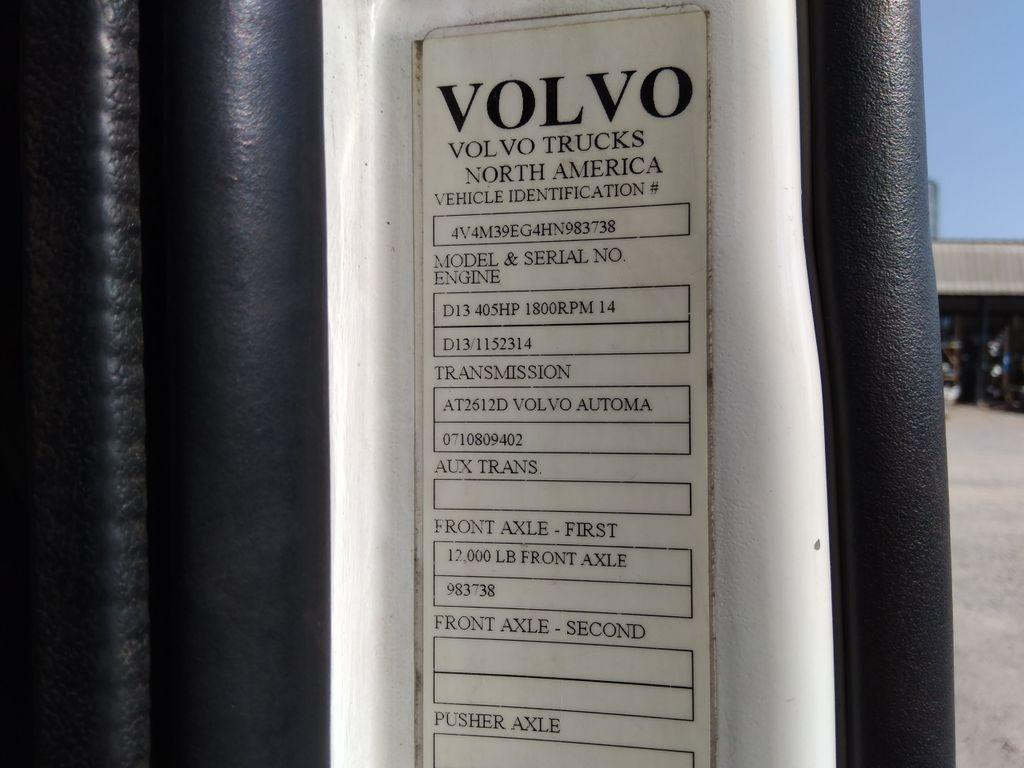 VOLVO
VOLVO TRUCKS
NORTH AMERICA
VEHICLE IDENTIFICATION #
4V4M39EG4HN983738
MODEL & SERIAL NO.
ENGINE
D13 405HP 1800RPM 14
D13/1152314
TRANSMISSION
AT2612D VOLVO AUTOMA
0710809402
AUX TRANS.
FRONT AXLE - FIRST
12,000 LB FRONT AXLE
983738
FRONT AXLE - SECOND
PUSHER AXLE